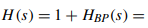 H(s) = 1 + H_{BP}(s) =